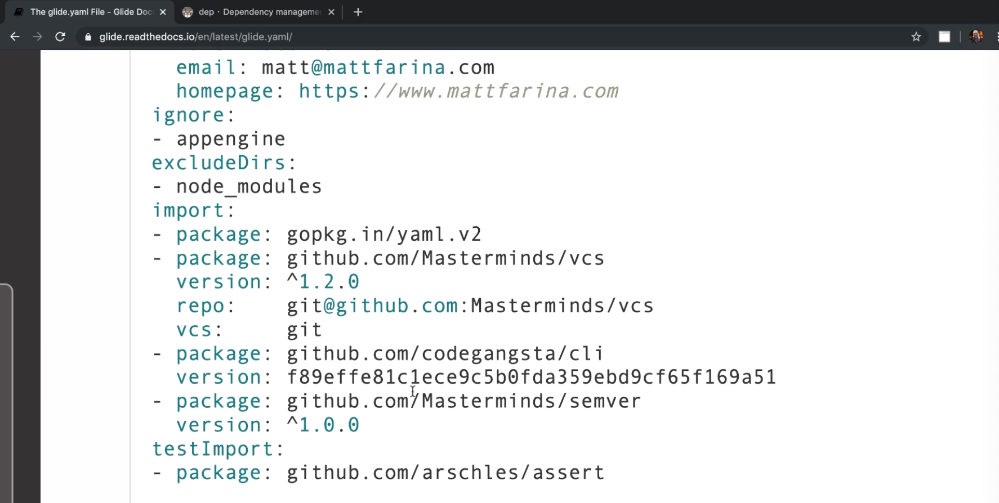 The glide.yaml File - Glide Doc
dep · Dependency manageme
glide.readthedocs.io/en/latest/glide.yaml/
email: matt@mattfarina.com
homepage: https://www.mattfarina.com
ignore:
- appengine
excludeDirs:
- node_modules
import:
- package: gopkg.in/yaml.v2
- package: github.com/Masterminds/vcs
version: ^1.2.0
repo: git@github.com:Masterminds/vcs
vcs: git
- package: github.com/codegangsta/cli
version: f89effe81c1ece9c5b0fda359ebd9cf65f169a51
- package: github.com/Masterminds/semver
version: ^1.0.0
testImport:
- package: github.com/arschles/assert